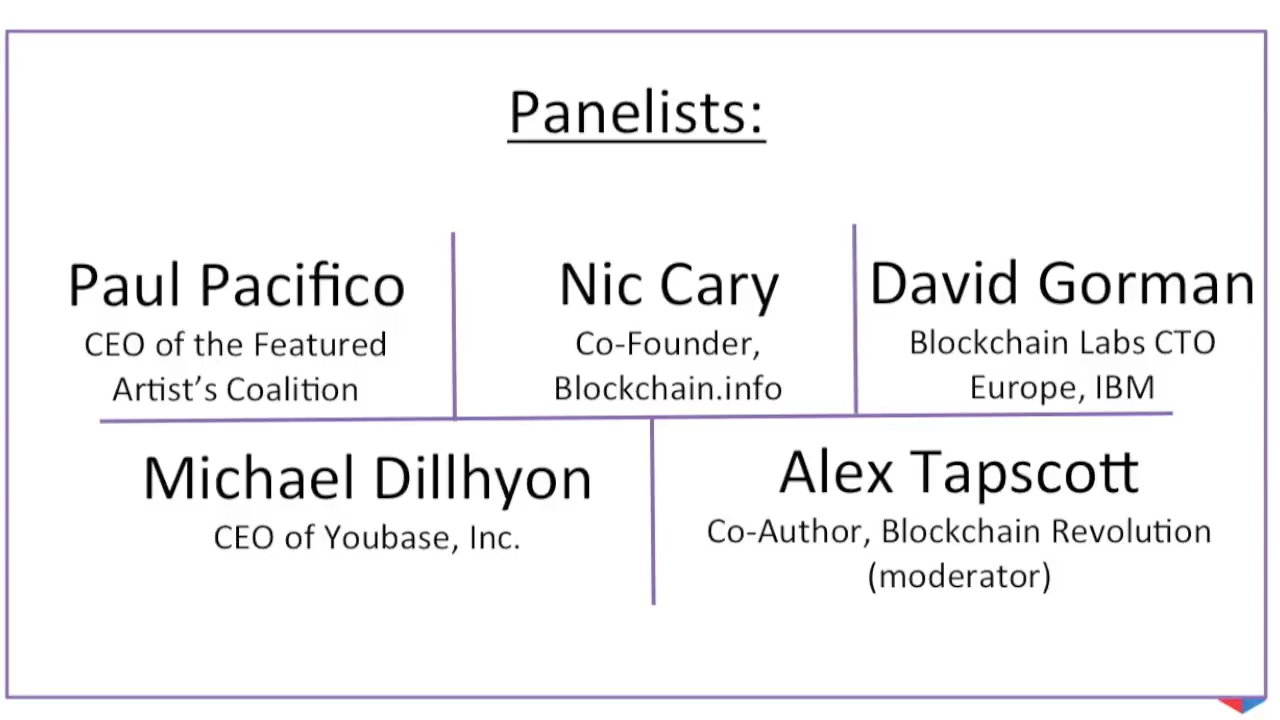 Panelists:
Paul Pacifico
CEO of the Featured
Artist's Coalition
Nic Cary
Co-Founder,
Blockchain.info
David Gorman
Blockchain Labs CTO
Europe, IBM
Michael Dillhyon
CEO of Youbase, Inc.
Alex Tapscott
Co-Author, Blockchain Revolution
(moderator)